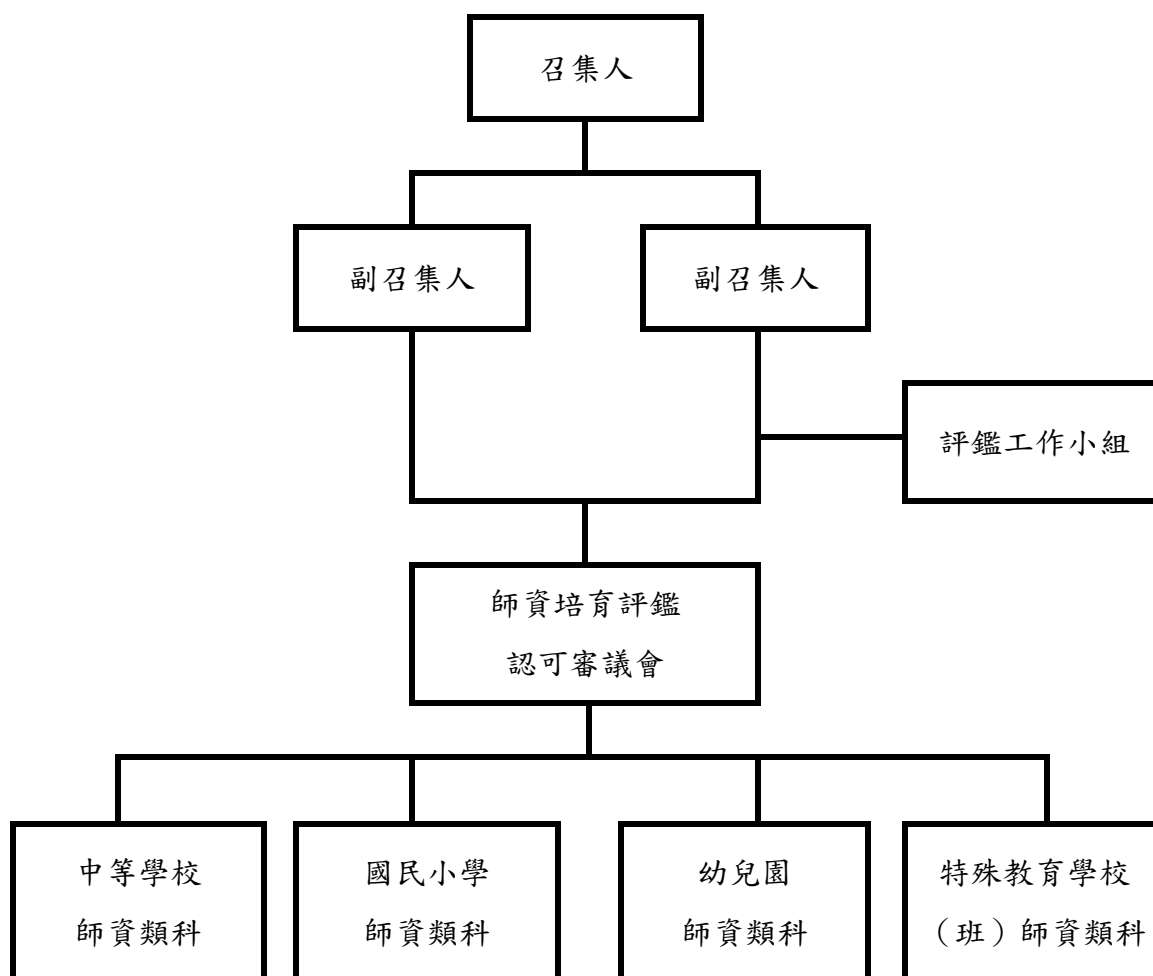 召集人
副召集人
副召集人
評鑑工作小組
師資培育評鑑
認可審議會
中等學校
師資類科
國民小學
師資類科
幼兒園
師資類科
特殊教育學校
（班）師資類科